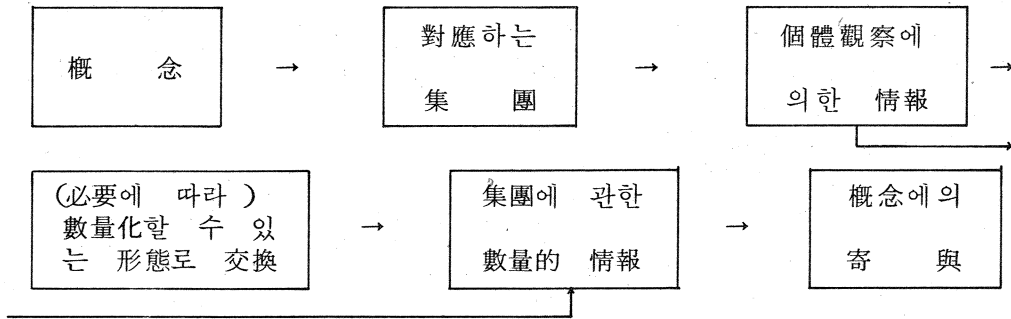 槪 念
→
對應하는
集 團
→
個體觀察에
의한 情報
→
(必要에 따라)
數量化할 수 있
는 形態로 交換
→
集團에 관한
數量的 情報
→
槪念에의
寄 與